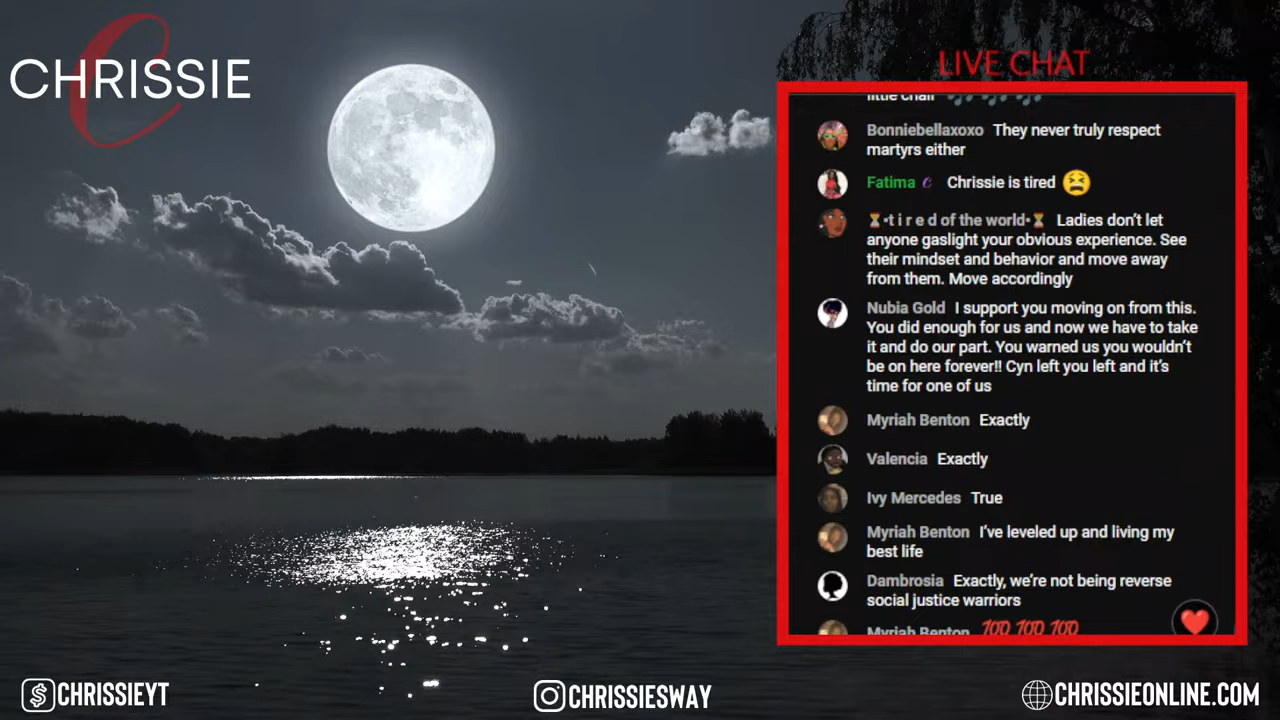 CHRISSIE
LIVE CHAT
little chair 🎶 🎶 🎶
Bonniebellaxoxo They never truly respect
martyrs either
Fatima C Chrissie is tired 😫
⏳•t i r e d of the world•⏳ Ladies don't let
anyone gaslight your obvious experience. See
their mindset and behavior and move away
from them. Move accordingly
Nubia Gold I support you moving on from this.
You did enough for us and now we have to take
it and do our part. You warned us you wouldn't
be on here forever!! Cyn left you left and it's
time for one of us
Myriah Benton Exactly
Valencia Exactly
Ivy Mercedes True
Myriah Benton I've leveled up and living my
best life
Dambrosia Exactly, we're not being reverse
social justice warriors
Myriah Benton 💯 💯 💯
$ CHRISSIEYT
CHRISSIESWAY
CHRISSIEONLINE.COM